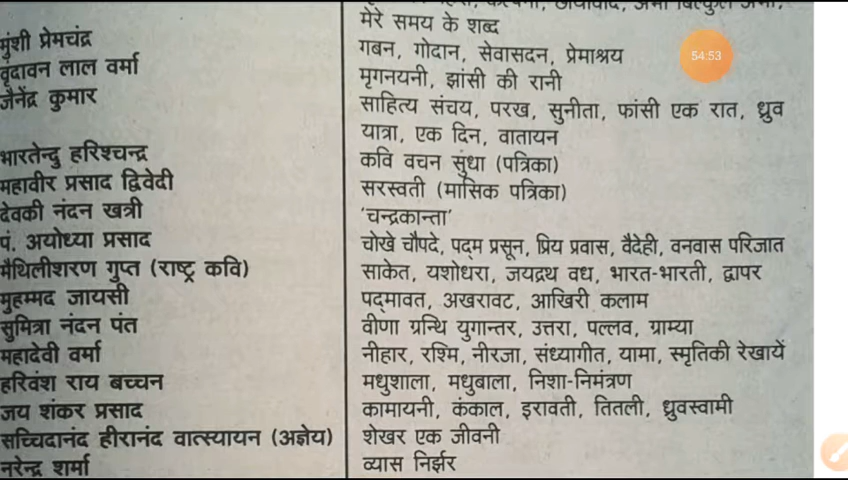 मेरे समय के शब्द
मुंशी प्रेमचंद्र गबन, गोदान, सेवासदन, प्रेमाश्रय
54:53
वृंदावन लाल वर्मा मृगनयनी, झांसी की रानी
जैनेंद्र कुमार साहित्य संचय, परख, सुनीता, फांसी एक रात, ध्रुव
यात्रा, एक दिन, वातायन
भारतेन्दु हरिश्चन्द्र कवि वचन सुंधा (पत्रिका)
महावीर प्रसाद द्विवेदी सरस्वती (मासिक पत्रिका)
देवकी नंदन खत्री 'चन्द्रकान्ता'
पं. अयोध्या प्रसाद चोखे चौपदे, पद्म प्रसून, प्रिय प्रवास, वैदेही, वनवास परिजात
मैथिलीशरण गुप्त (राष्ट्र कवि) साकेत, यशोधरा, जयद्रथ वध, भारत-भारती, द्वापर
मुहम्मद जायसी पद्मावत, अखरावट, आखिरी कलाम
सुमित्रा नंदन पंत वीणा ग्रन्थि युगान्तर, उत्तरा, पल्लव, ग्राम्या
महादेवी वर्मा नीहार, रश्मि, नीरजा, संध्यागीत, यामा, स्मृतिकी रेखायें
हरिवंश राय बच्चन मधुशाला, मधुबाला, निशा-निमंत्रण
जय शंकर प्रसाद कामायनी, कंकाल, इरावती, तितली, ध्रुवस्वामी
सच्चिदानंद हीरानंद वात्स्यायन (अज्ञेय) शेखर एक जीवनी
नरेन्द्र शर्मा व्यास निर्झर